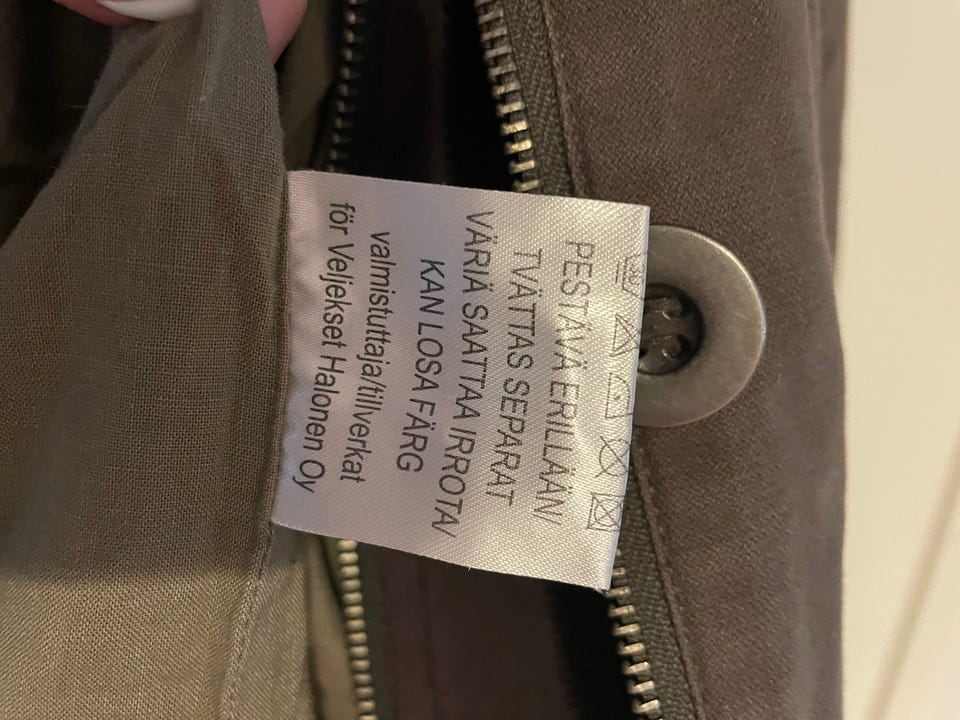 PESTÄVÄ ERILLÄÄN/
TVÄTTAS SEPARAT
VÄRIÄ SAATTAA IRROTA/
KAN LOSA FÄRG
valmistuttaja/tillverkat
för Veljekset Halonen Oy